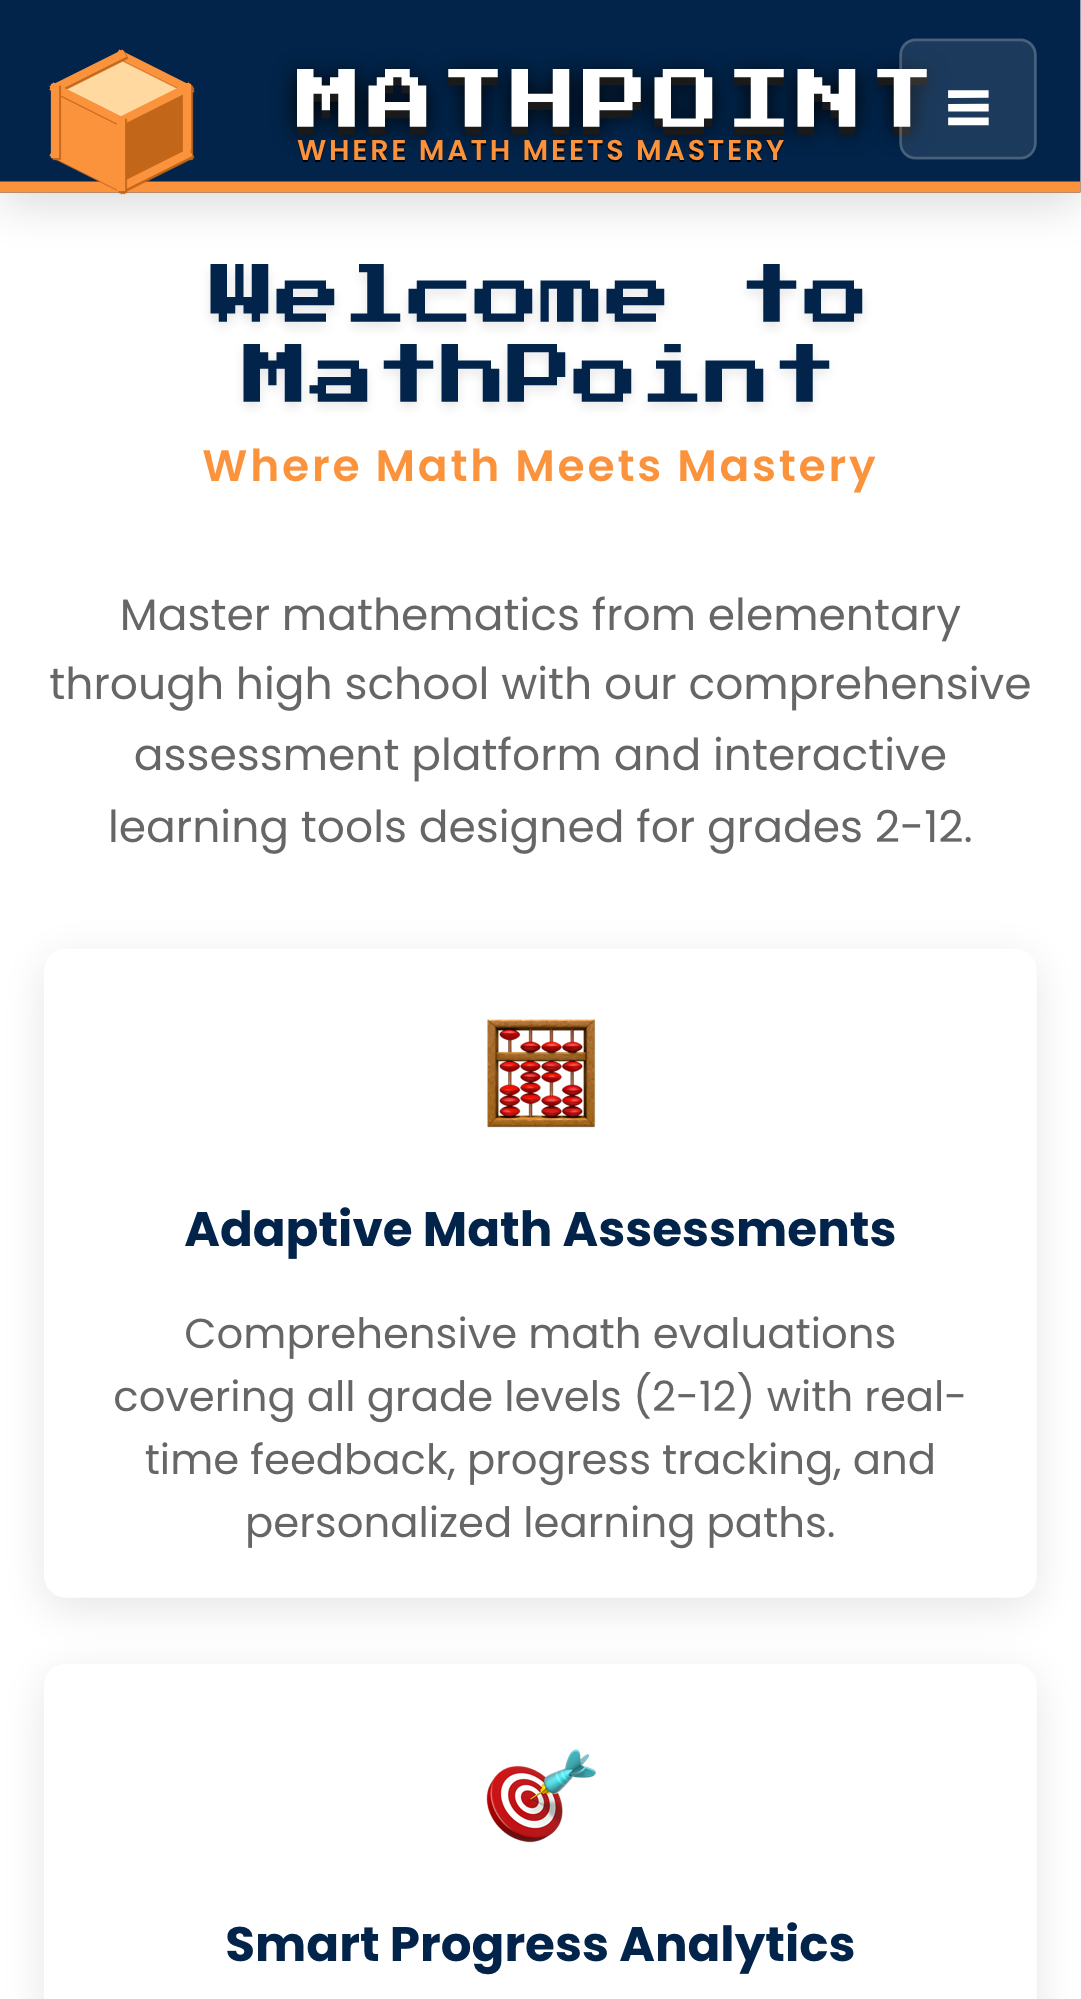 MATHPOINT
WHERE MATH MEETS MASTERY
Welcome to
MathPoint
Where Math Meets Mastery
Master mathematics from elementary
through high school with our comprehensive
assessment platform and interactive
learning tools designed for grades 2-12.
Adaptive Math Assessments
Comprehensive math evaluations
covering all grade levels (2-12) with real-
time feedback, progress tracking, and
personalized learning paths.
Smart Progress Analytics